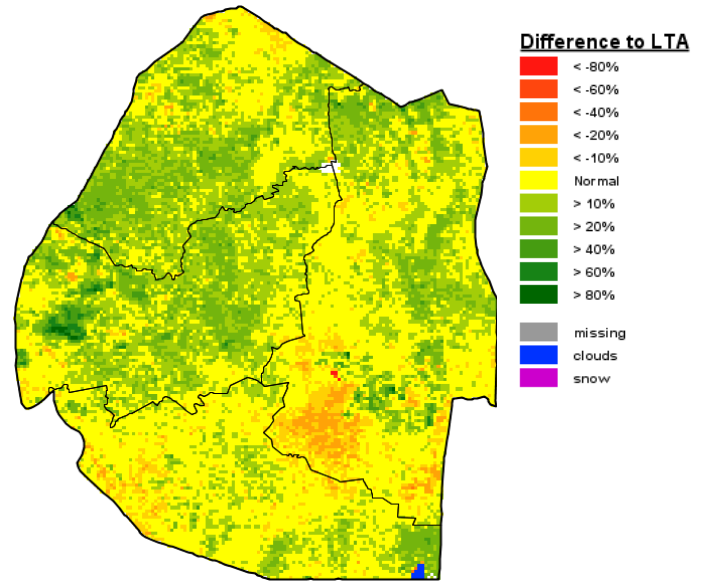 Difference to LTA
< -80%
< -60%
< -40%
< -20%
< -10%
Normal
> 10%
> 20%
> 40%
> 60%
> 80%
missing
clouds
snow